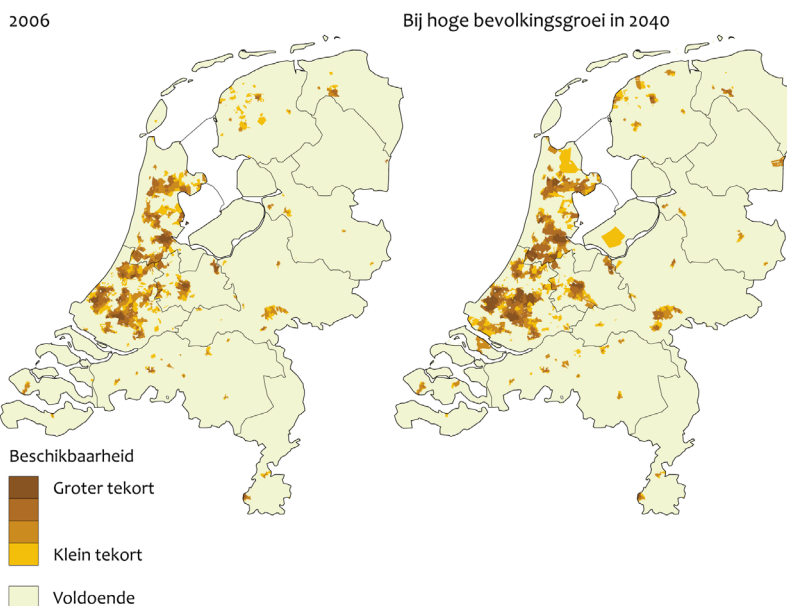 2006
Bij hoge bevolkingsgroei in 2040
Beschikbaarheid
Groter tekort
Klein tekort
Voldoende